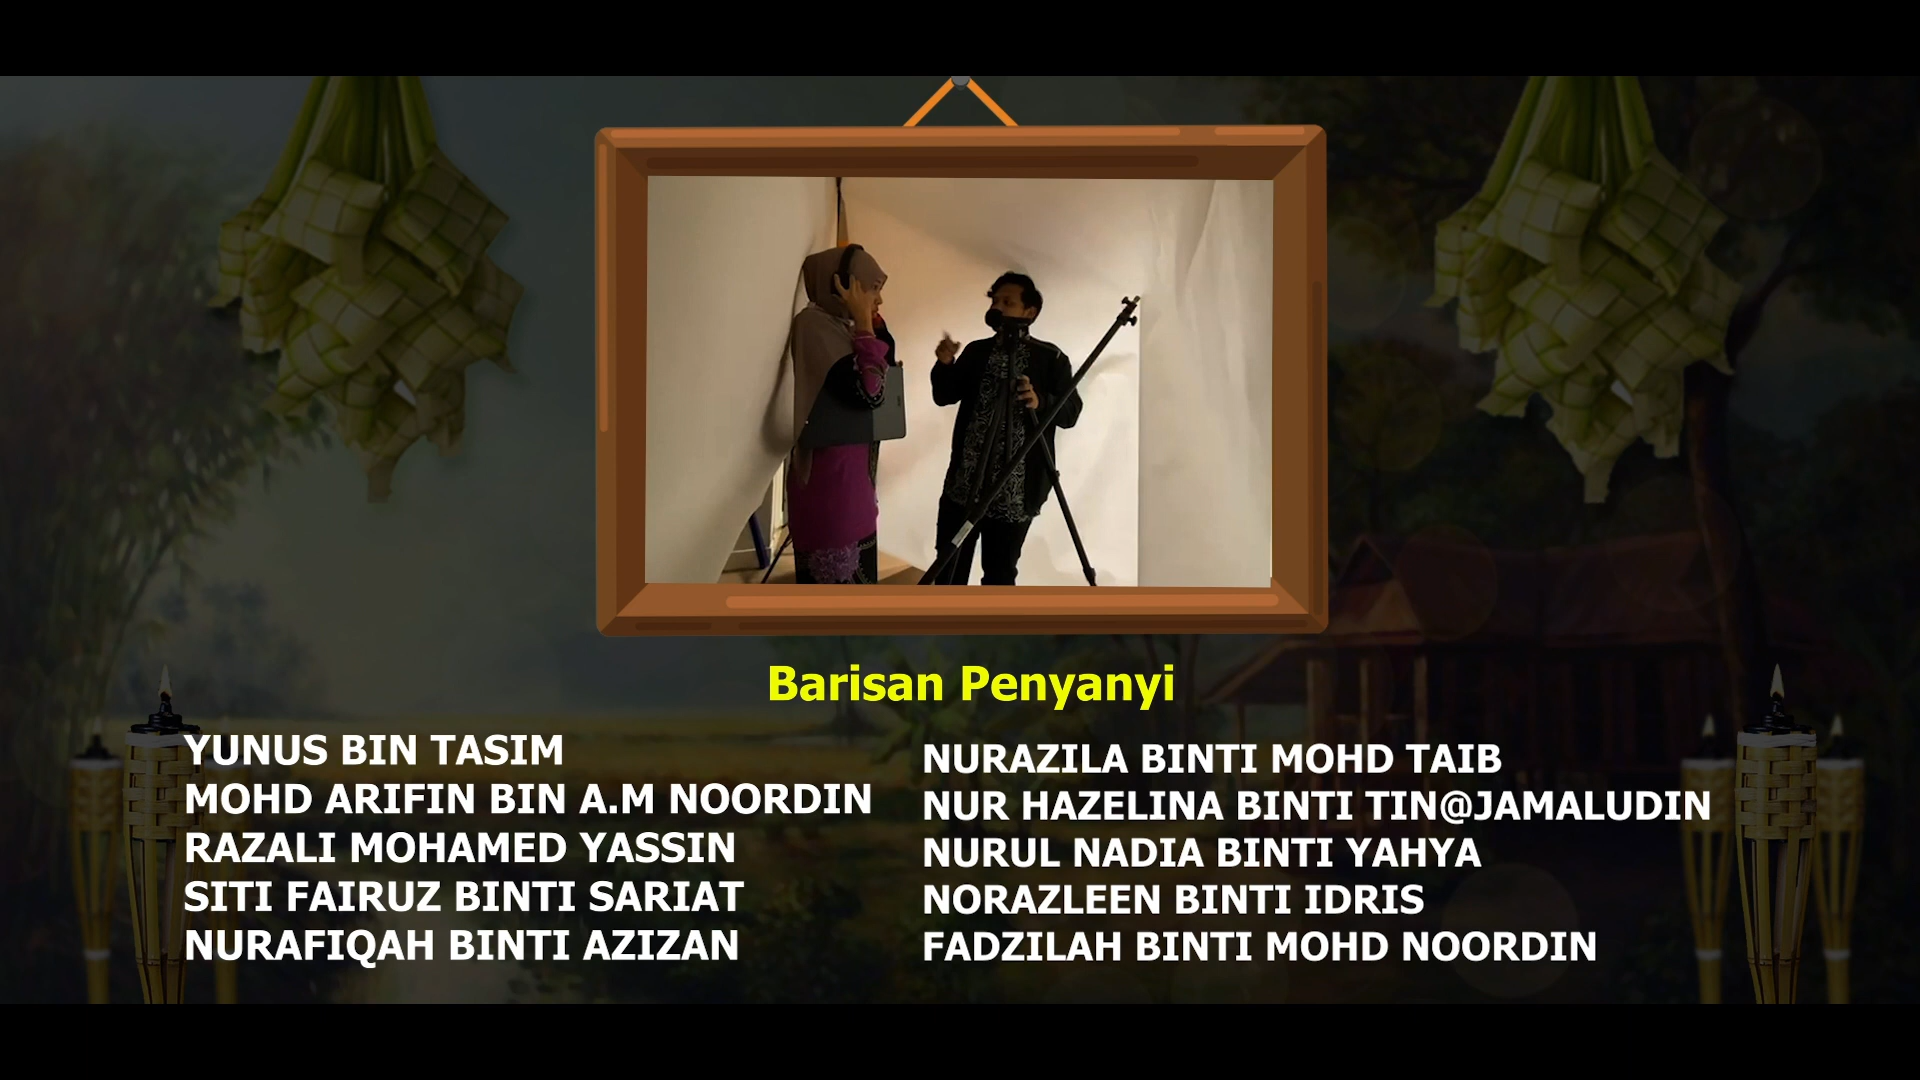 Barisan Penyanyi
YUNUS BIN TASIM
MOHD ARIFIN BIN A.M NOORDIN
RAZALI MOHAMED YASSIN
SITI FAIRUZ BINTI SARIAT
NURAFIQAH BINTI AZIZAN
NURAZILA BINTI MOHD TAIB
NUR HAZELINA BINTI TIN@JAMALUDIN
NURUL NADIA BINTI YAHYA
NORAZLEEN BINTI IDRIS
FADZILAH BINTI MOHD NOORDIN